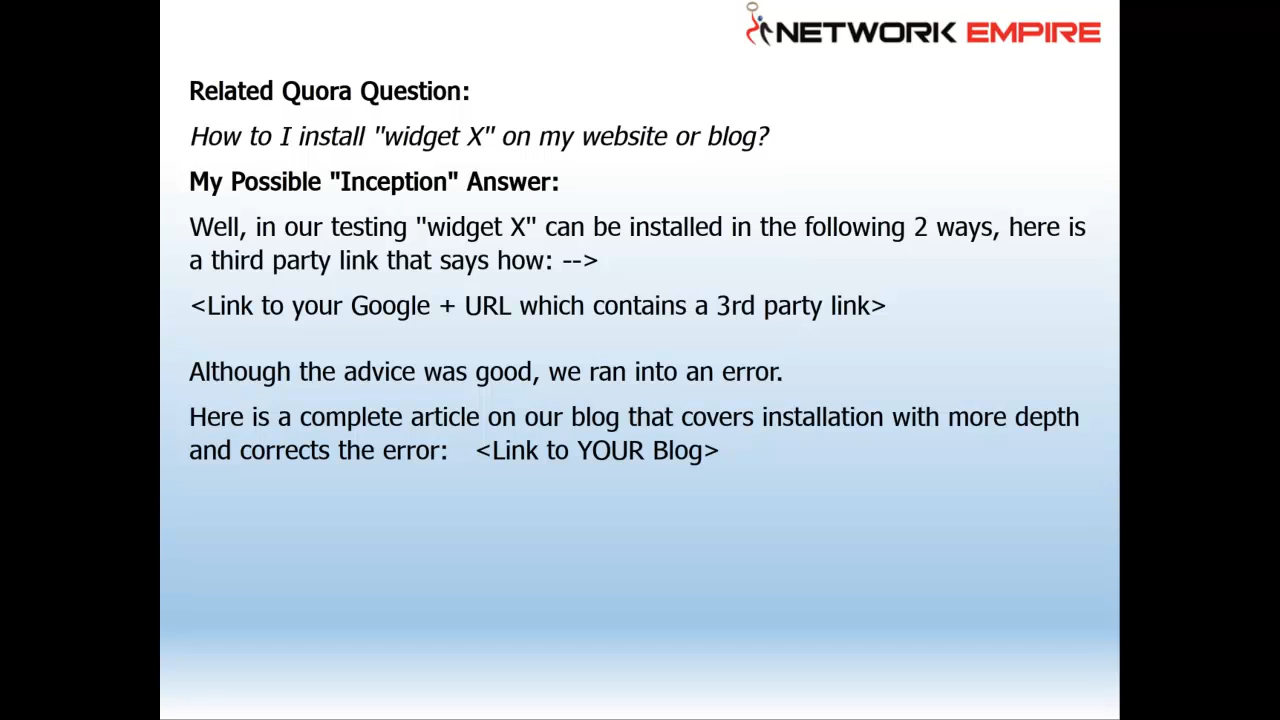 NETWORK EMPIRE
Related Quora Question:
How to I install "widget X" on my website or blog?
My Possible "Inception" Answer:
Well, in our testing "widget X" can be installed in the following 2 ways, here is
a third party link that says how: -->
<Link to your Google + URL which contains a 3rd party link>
Although the advice was good, we ran into an error.
Here is a complete article on our blog that covers installation with more depth
and corrects the error: <Link to YOUR Blog>